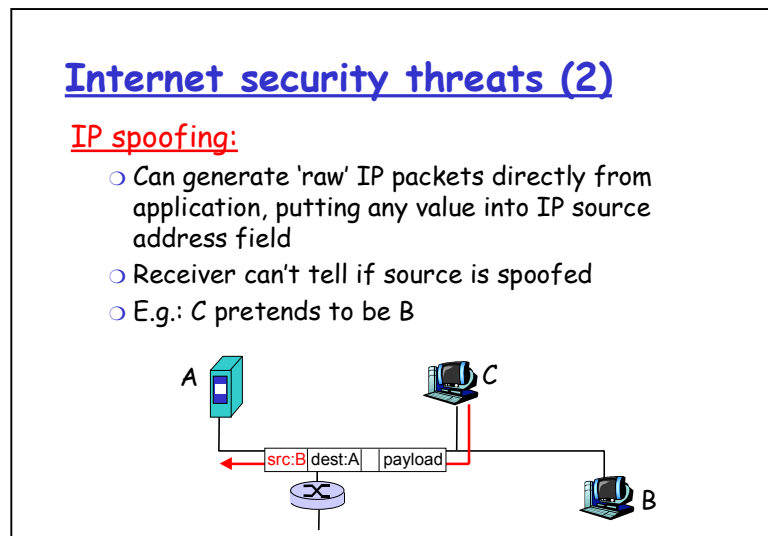 Internet security threats (2)
IP spoofing:
❍ Can generate ‘raw’ IP packets directly from
application, putting any value into IP source
address field
❍ Receiver can’t tell if source is spoofed
❍ E.g.: C pretends to be B
A
C
src:B dest:A payload
B